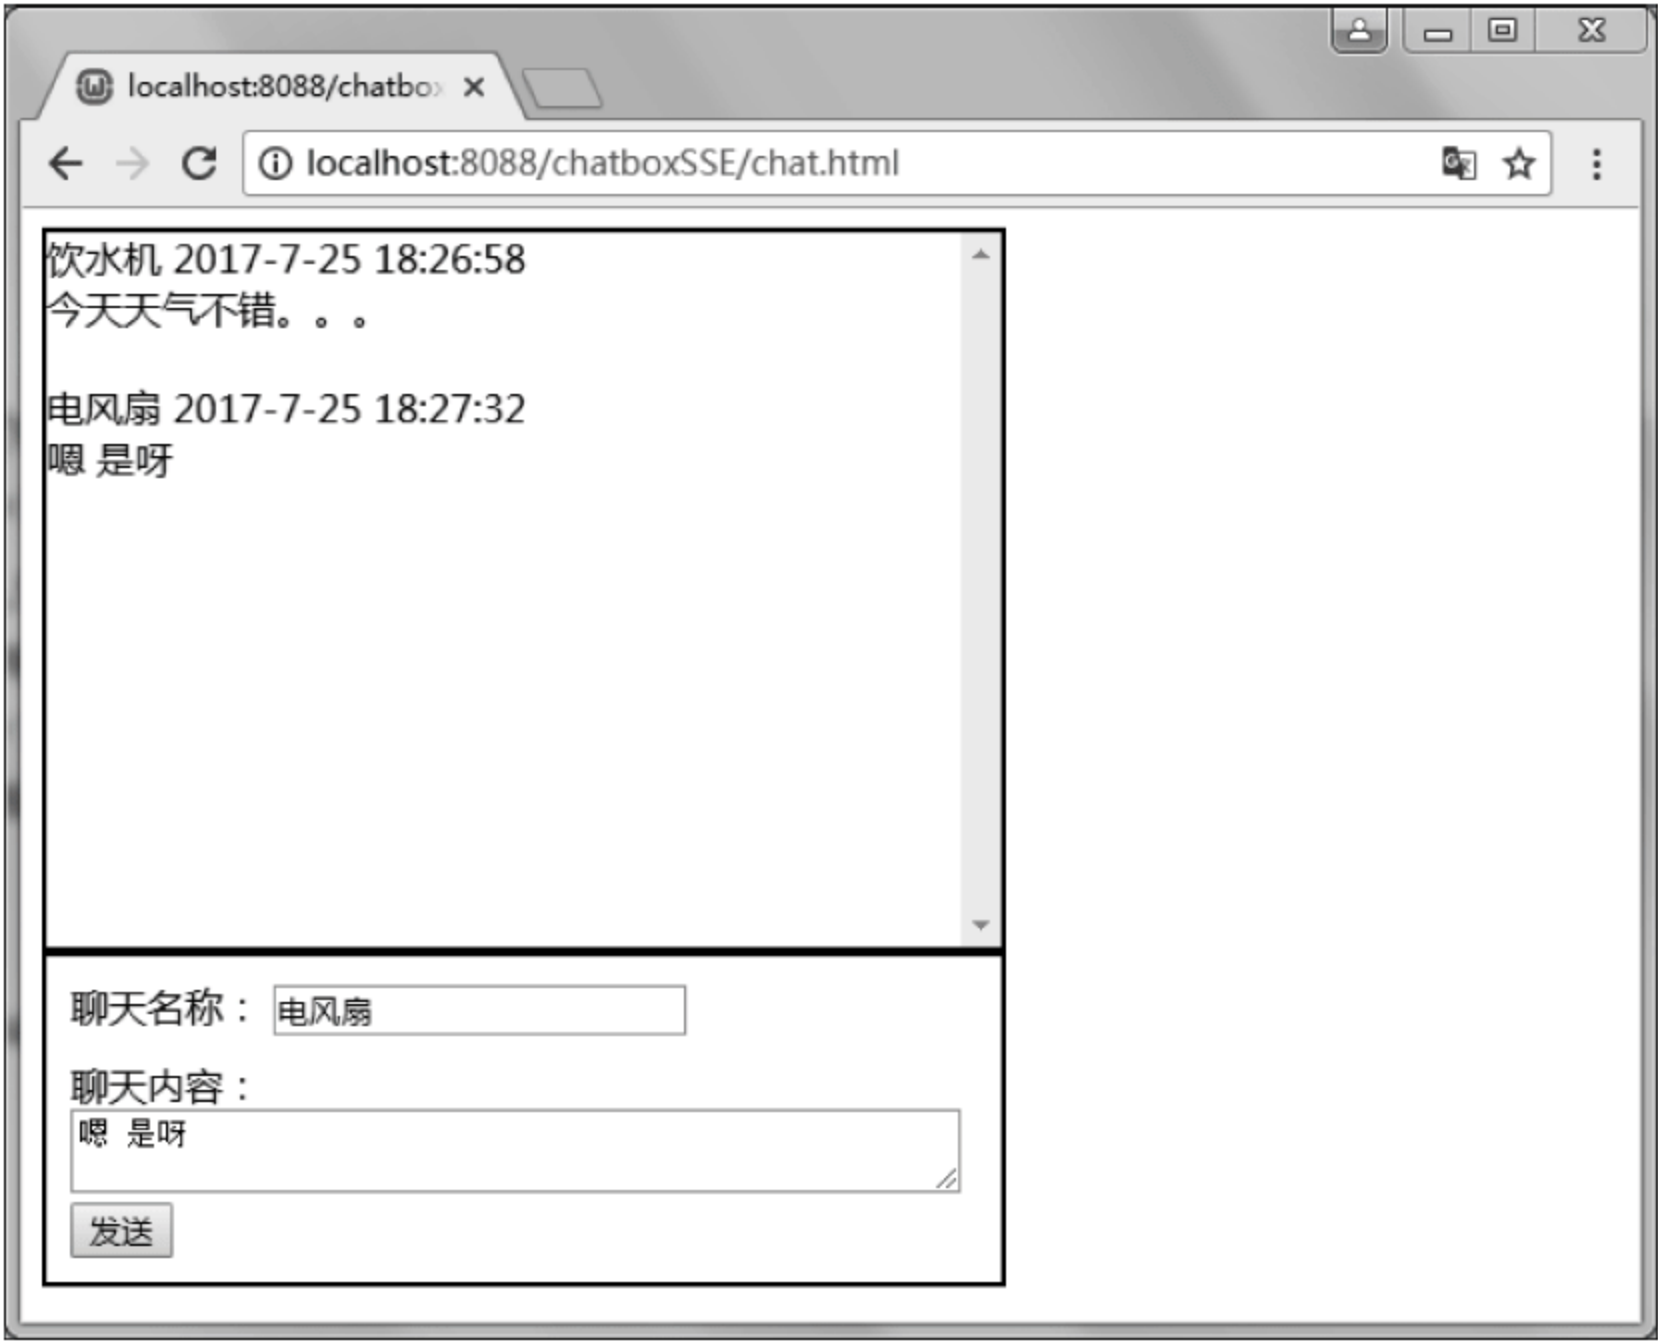 localhost:8088/chatbox
localhost:8088/chatboxSSE/chat.html
饮水机 2017-7-25 18:26:58
今天天气不错。。。
电风扇 2017-7-25 18:27:32
嗯 是呀
聊天名称： 电风扇
聊天内容：
嗯 是呀
发送